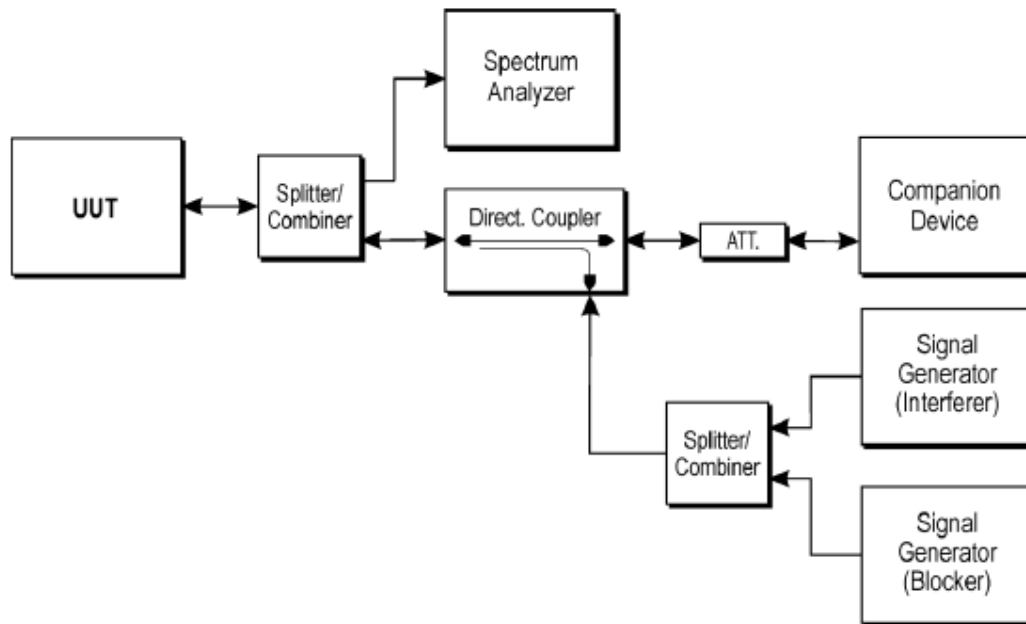 Spectrum
Analyzer
UUT
Splitter/
Combiner
Direct. Coupler
ATT.
Companion
Device
Signal
Generator
(Interferer)
Splitter/
Combiner
Signal
Generator
(Blocker)